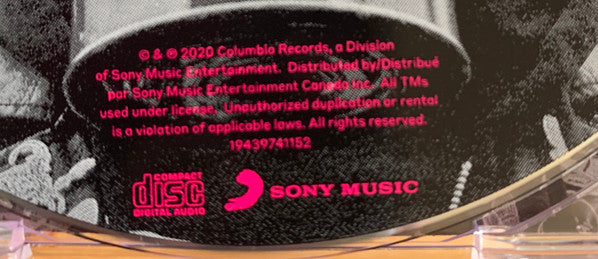 © & ℗ 2020 Columbia Records, a Division
of Sony Music Entertainment. Distributed by/Distribué
par Sony Music Entertainment Canada Inc. All TMs
used under license. Unauthorized duplication or rental
is a violation of applicable laws. All rights reserved.
19439741152
COMPACT
disc
DIGITAL AUDIO
SONY MUSIC